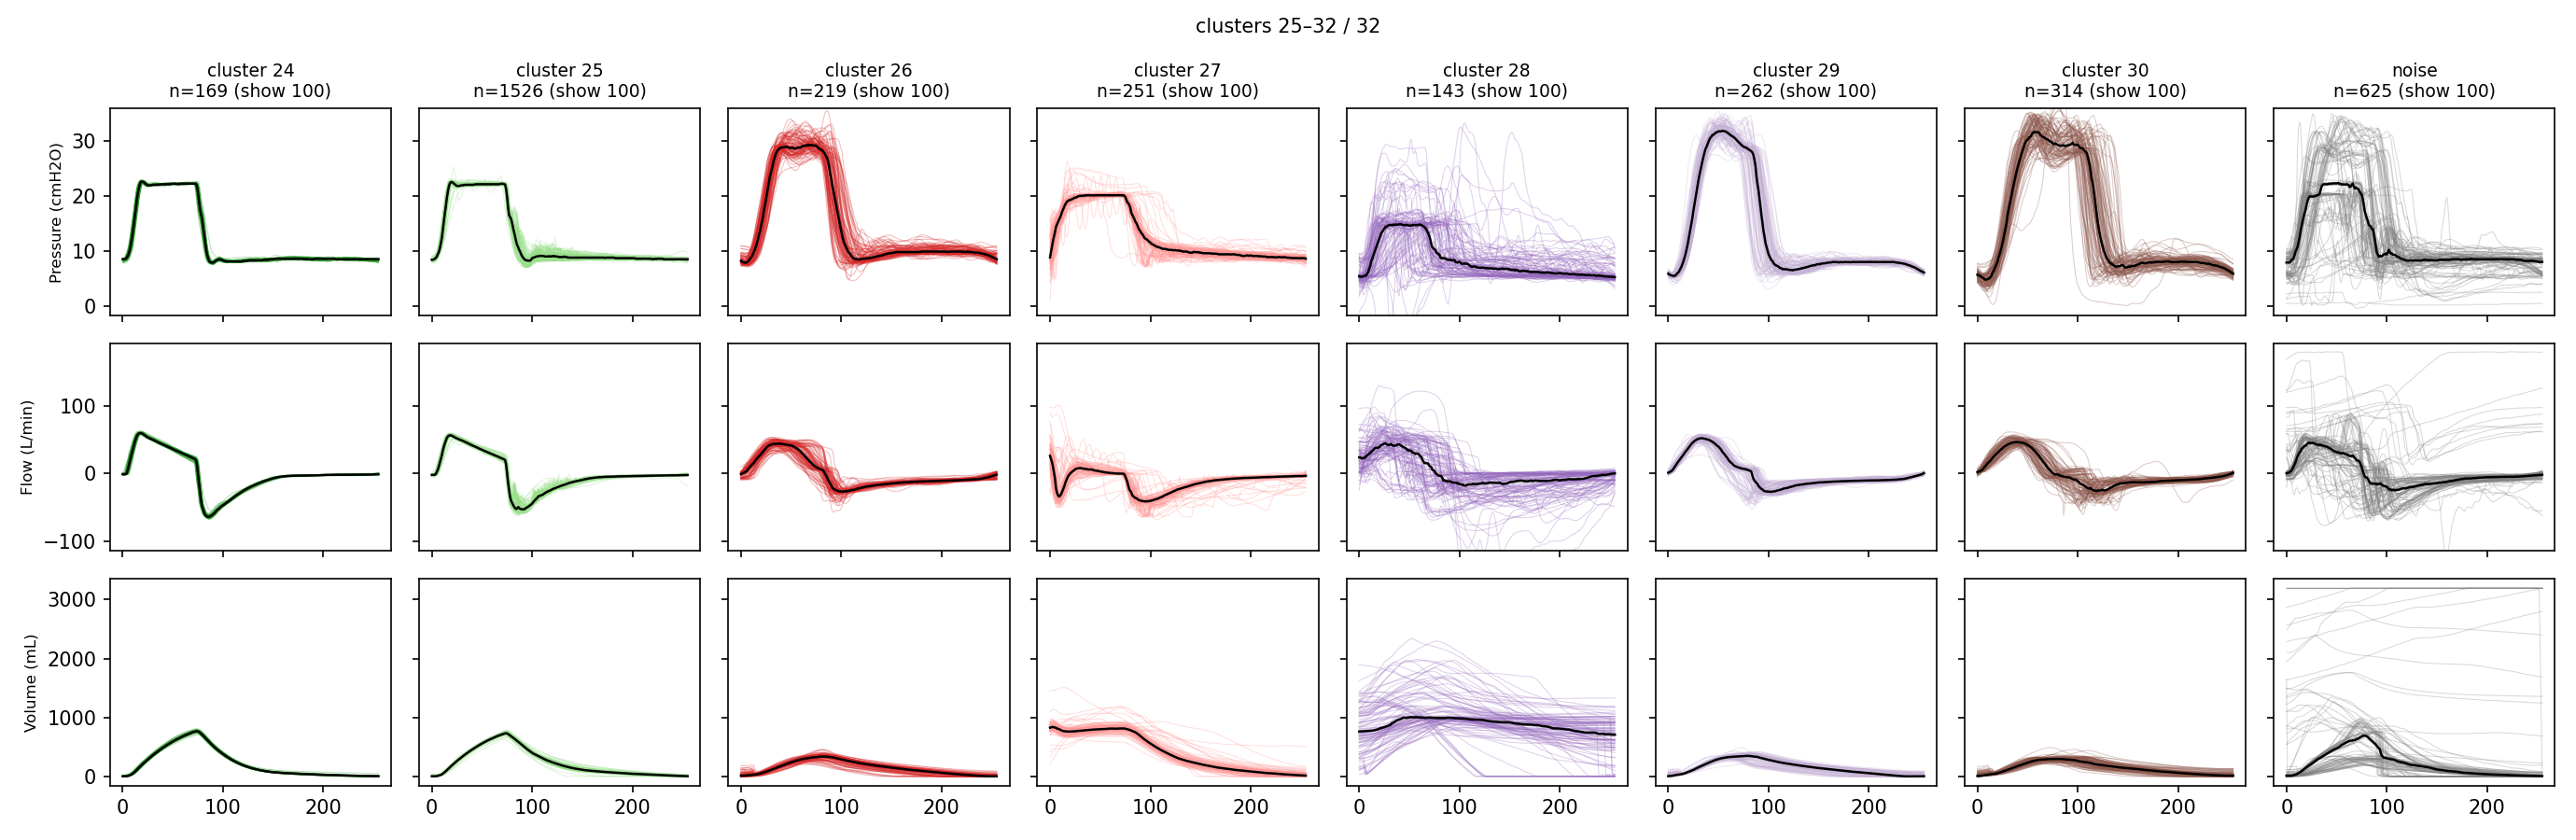 clusters 25–32 / 32
cluster 24
n=169 (show 100)
cluster 25
n=1526 (show 100)
cluster 26
n=219 (show 100)
cluster 27
n=251 (show 100)
cluster 28
n=143 (show 100)
cluster 29
n=262 (show 100)
cluster 30
n=314 (show 100)
noise
n=625 (show 100)
Pressure (cmH2O)
30
20
10
0
Flow (L/min)
100
0
−100
Volume (mL)
3000
2000
1000
0
0 100 200
0 100 200
0 100 200
0 100 200
0 100 200
0 100 200
0 100 200
0 100 200